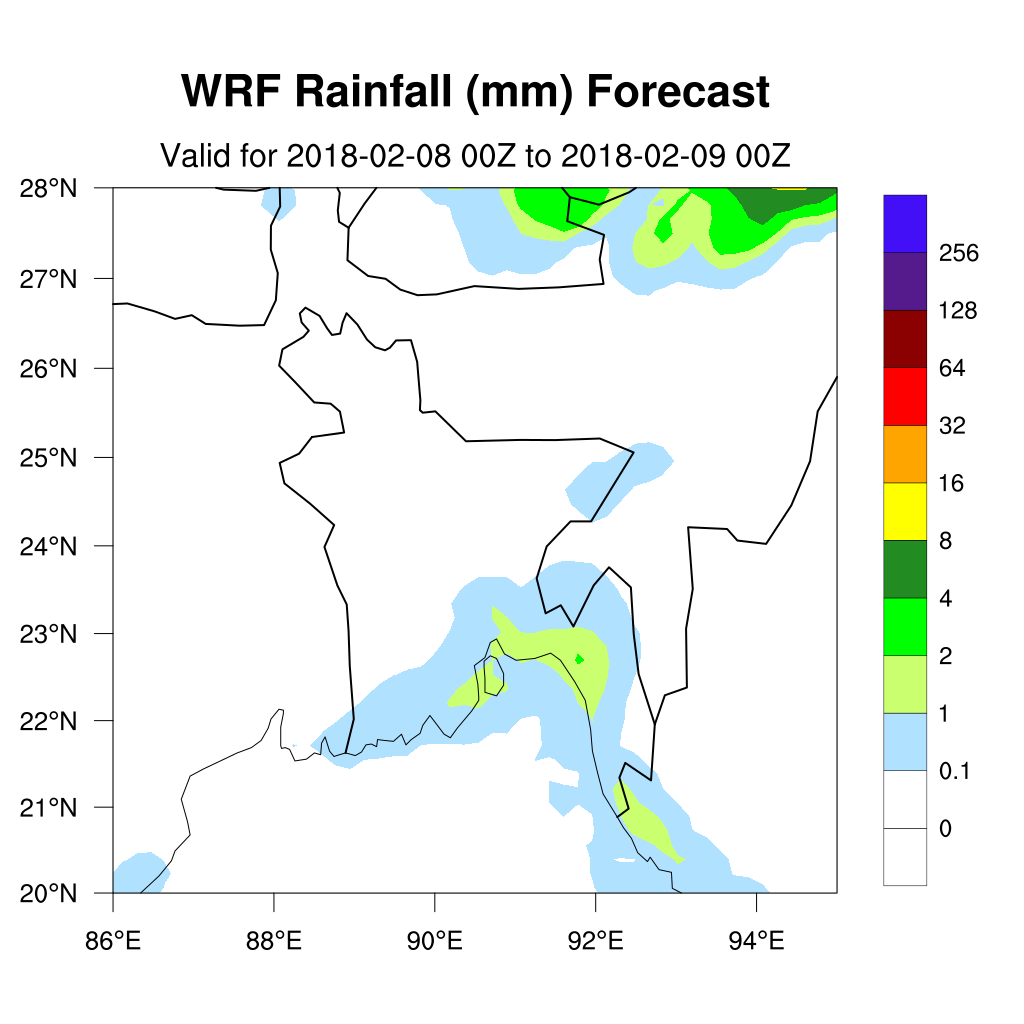 WRF Rainfall (mm) Forecast
Valid for 2018-02-08 00Z to 2018-02-09 00Z
28°N
27°N
26°N
25°N
24°N
23°N
22°N
21°N
20°N
86°E
88°E
90°E
92°E
94°E
256
128
64
32
16
8
4
2
1
0.1
0